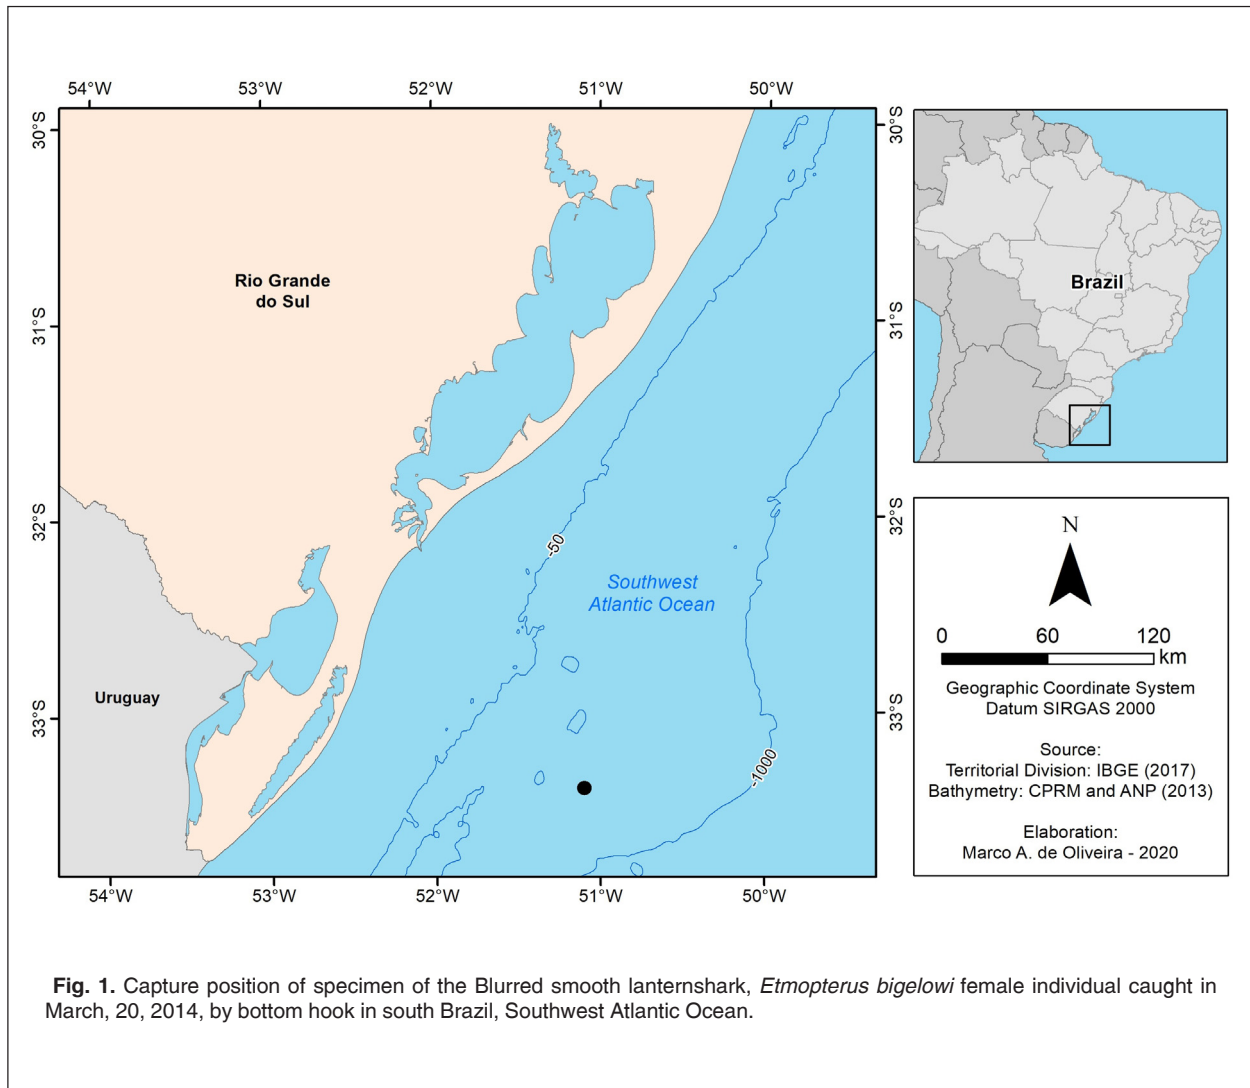 54°W 53°W 52°W 51°W 50°W
30°S
30°S
Rio Grande
do Sul
31°S
31°S
Brazil
32°S
32°S
-50
Southwest
Atlantic Ocean
Uruguay
33°S
33°S
-1000
54°W 53°W 52°W 51°W 50°W
N
0 60 120
km
Geographic Coordinate System
Datum SIRGAS 2000
Source:
Territorial Division: IBGE (2017)
Bathymetry: CPRM and ANP (2013)
Elaboration:
Marco A. de Oliveira - 2020
Fig. 1. Capture position of specimen of the Blurred smooth lanternshark, Etmopterus bigelowi female individual caught in
March, 20, 2014, by bottom hook in south Brazil, Southwest Atlantic Ocean.